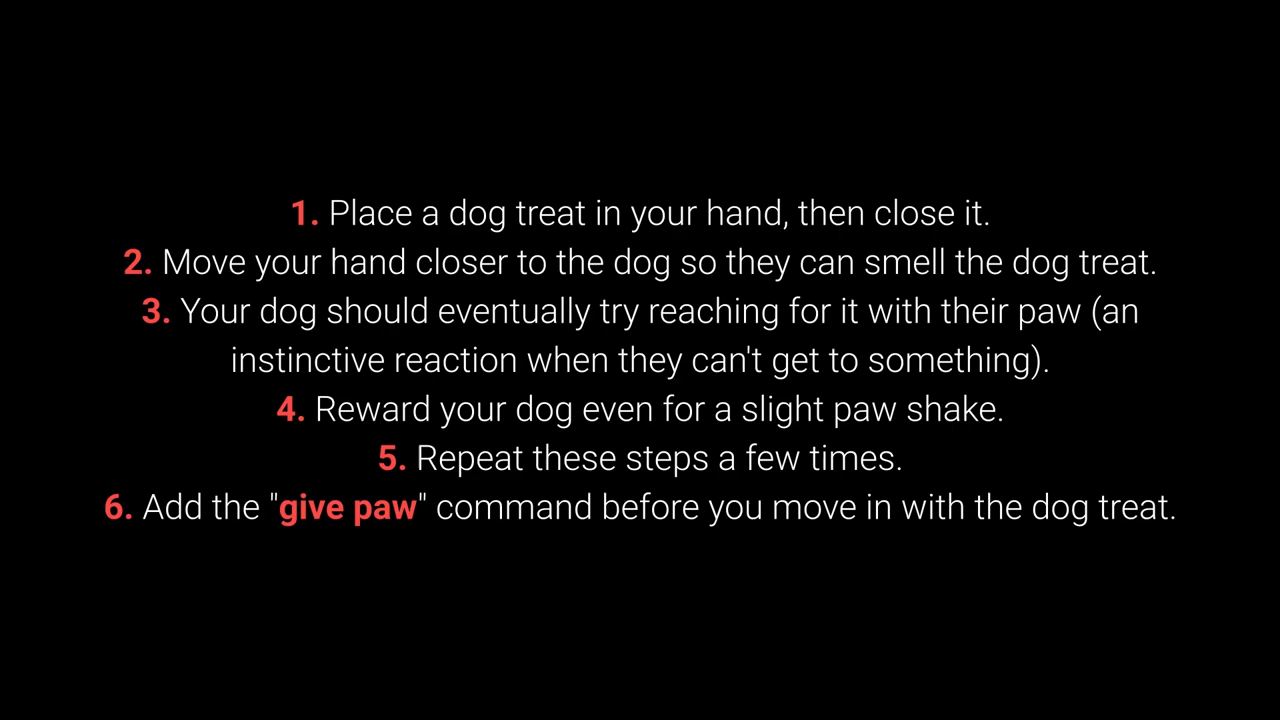 1. Place a dog treat in your hand, then close it.
2. Move your hand closer to the dog so they can smell the dog treat.
3. Your dog should eventually try reaching for it with their paw (an
instinctive reaction when they can't get to something).
4. Reward your dog even for a slight paw shake.
5. Repeat these steps a few times.
6. Add the "give paw" command before you move in with the dog treat.